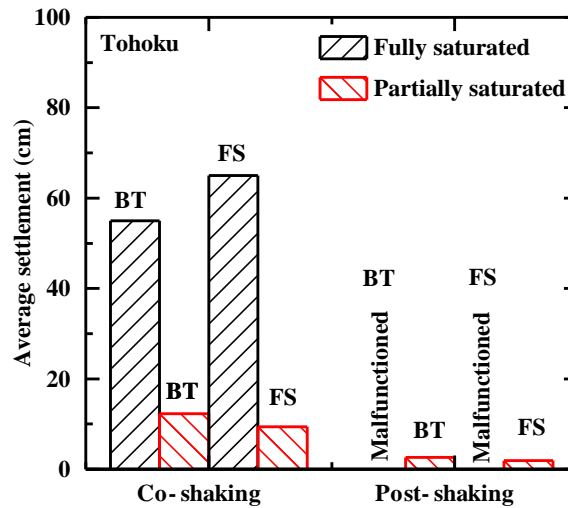 100
Tohoku
Fully saturated
Partially saturated
80
FS
60
BT
Average settlement (cm)
40
BT
FS
Malfunctioned
Malfunctioned
20
BT
FS
BT
FS
0
Co-shaking
Post-shaking